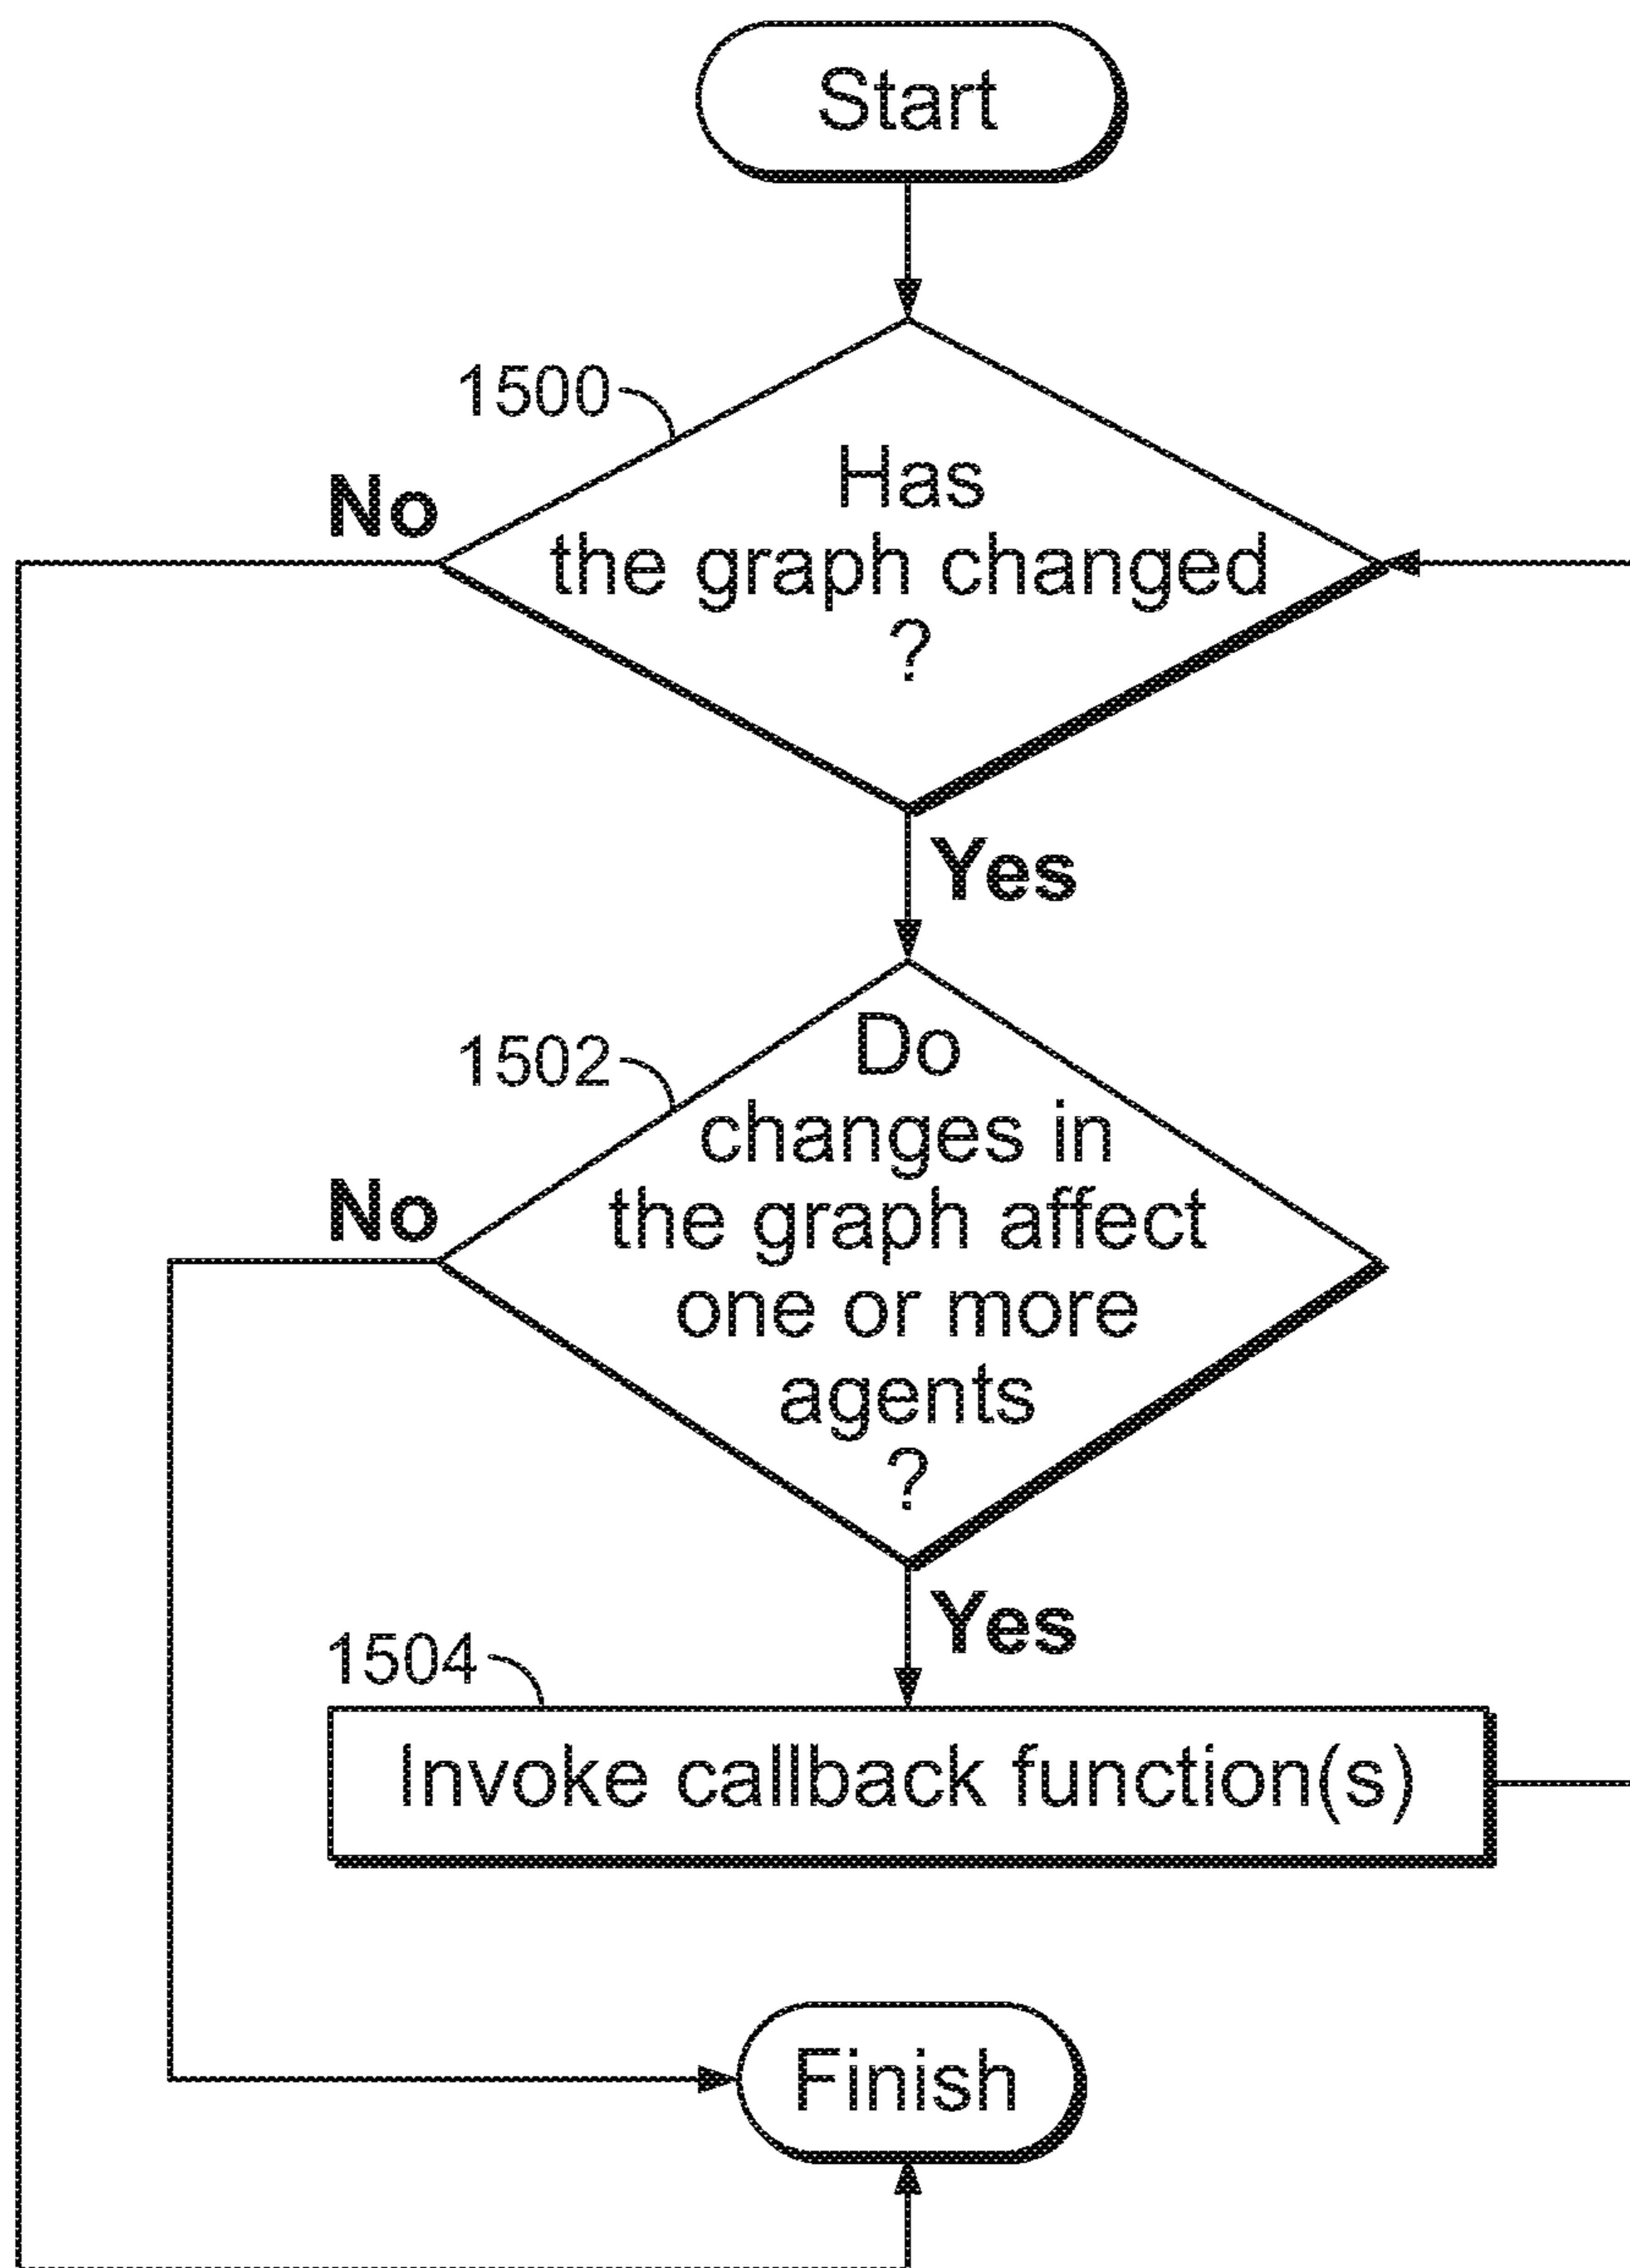 Start
1500
No
Has
the graph changed
?
Yes
1502
No
Do
changes in
the graph affect
one or more
agents
?
Yes
1504
Invoke callback function(s)
Finish